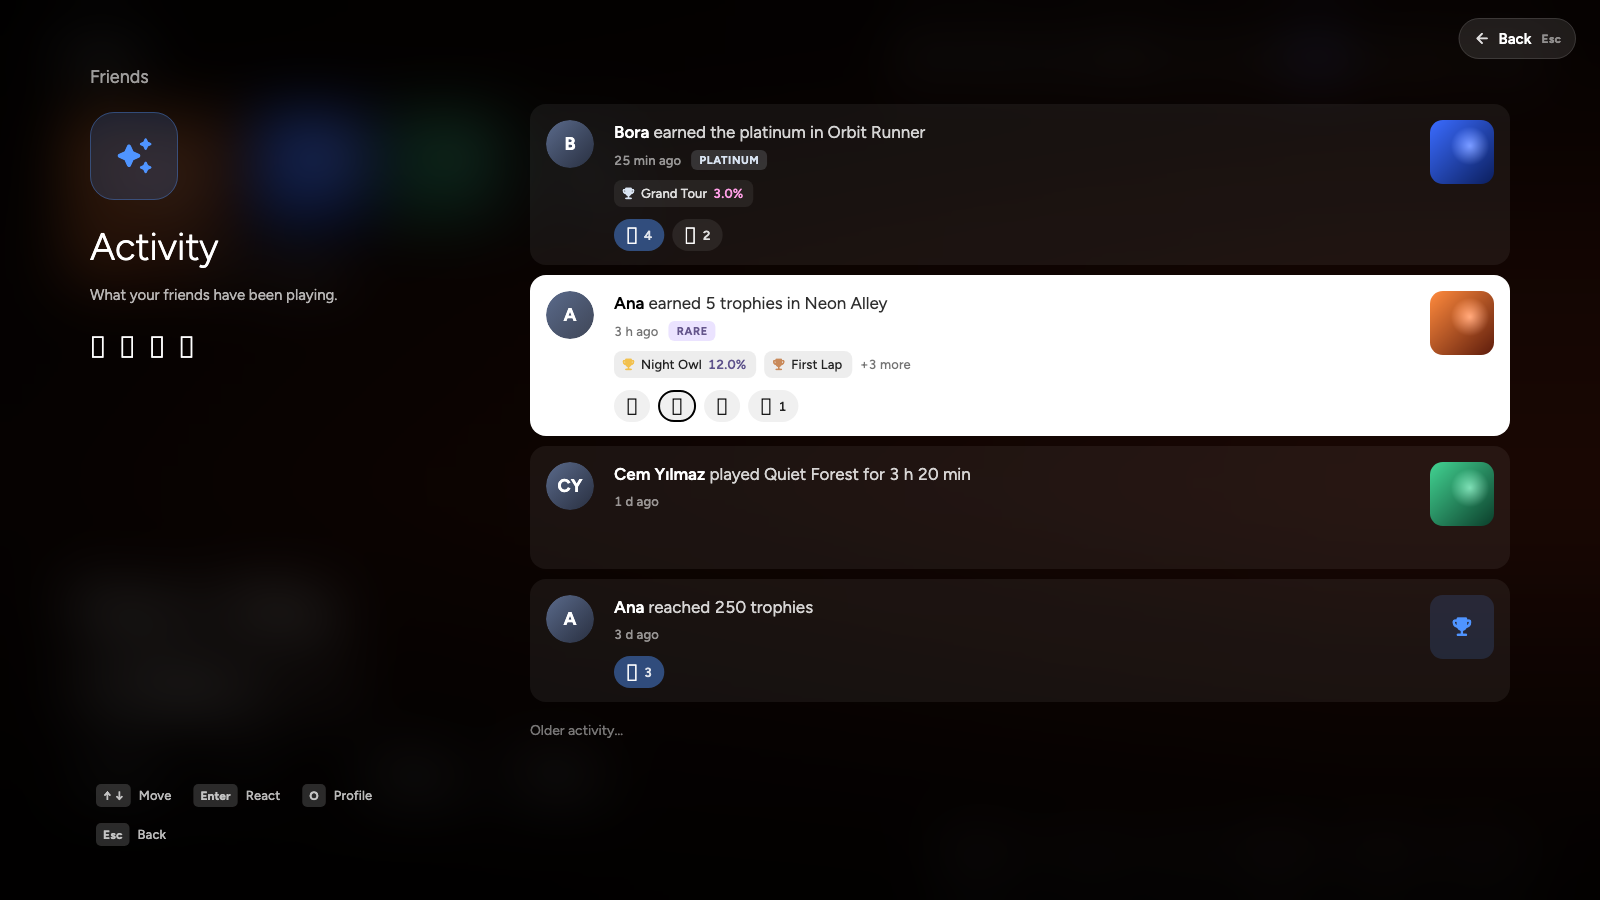 Back Esc
Friends
Activity
What your friends have been playing.
B
Bora earned the platinum in Orbit Runner
25 min ago PLATINUM
Grand Tour 3.0%
4 2
A
Ana earned 5 trophies in Neon Alley
3 h ago RARE
Night Owl 12.0% First Lap +3 more
1
CY
Cem Yılmaz played Quiet Forest for 3 h 20 min
1 d ago
A
Ana reached 250 trophies
3 d ago
3
Older activity...
↑ ↓ Move Enter React O Profile
Esc Back